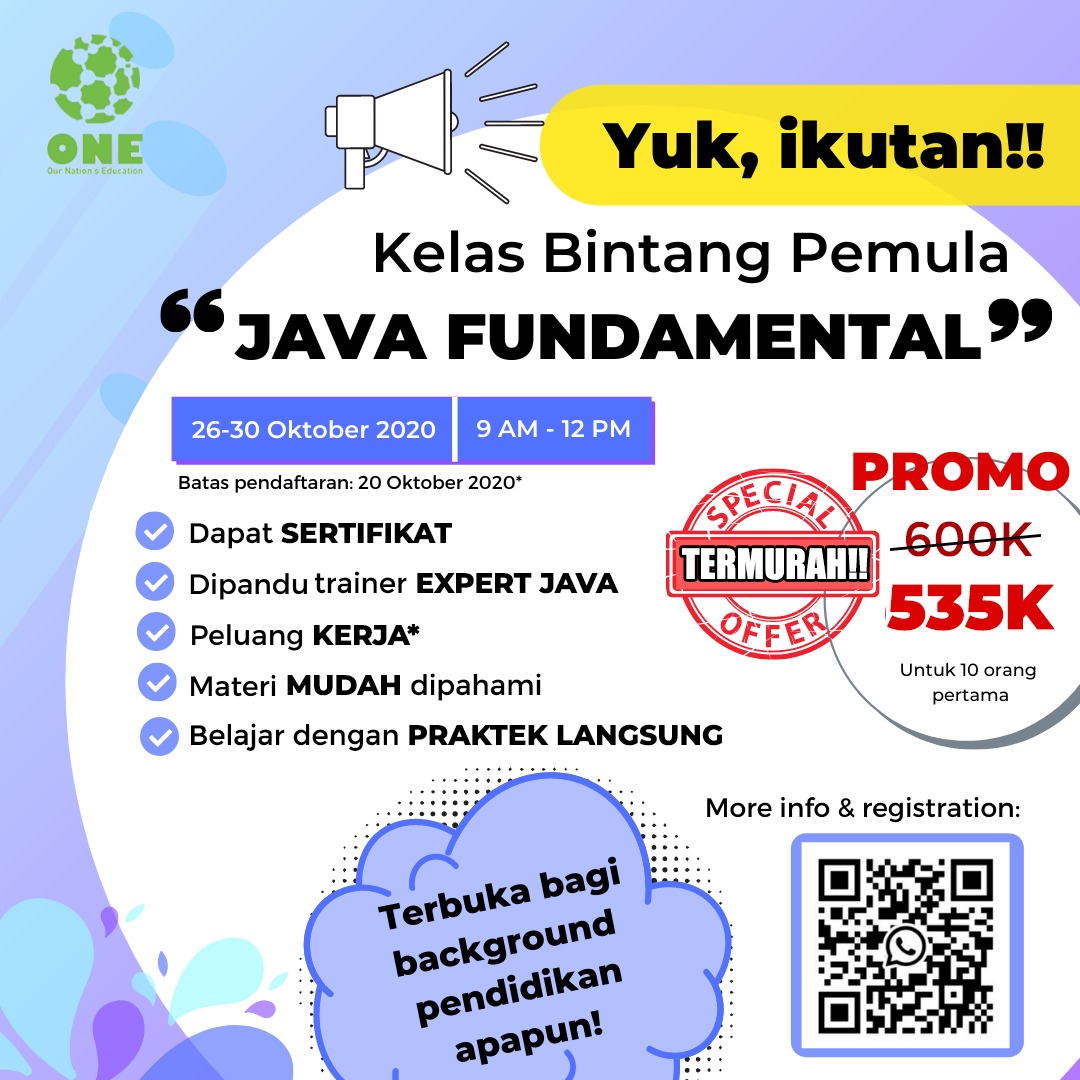 ONE
Our Nation s Education
Yuk, ikutan!!
Kelas Bintang Pemula
“JAVA FUNDAMENTAL”
26-30 Oktober 2020
9 AM - 12 PM
Batas pendaftaran: 20 Oktober 2020*
Dapat SERTIFIKAT
Dipandu trainer EXPERT JAVA
Peluang KERJA*
Materi MUDAH dipahami
Belajar dengan PRAKTEK LANGSUNG
SPECIAL
TERMURAH!!
OFFER
PROMO
600K
535K
Untuk 10 orang
pertama
Terbuka bagi
background
pendidikan
apapun!
More info & registration: